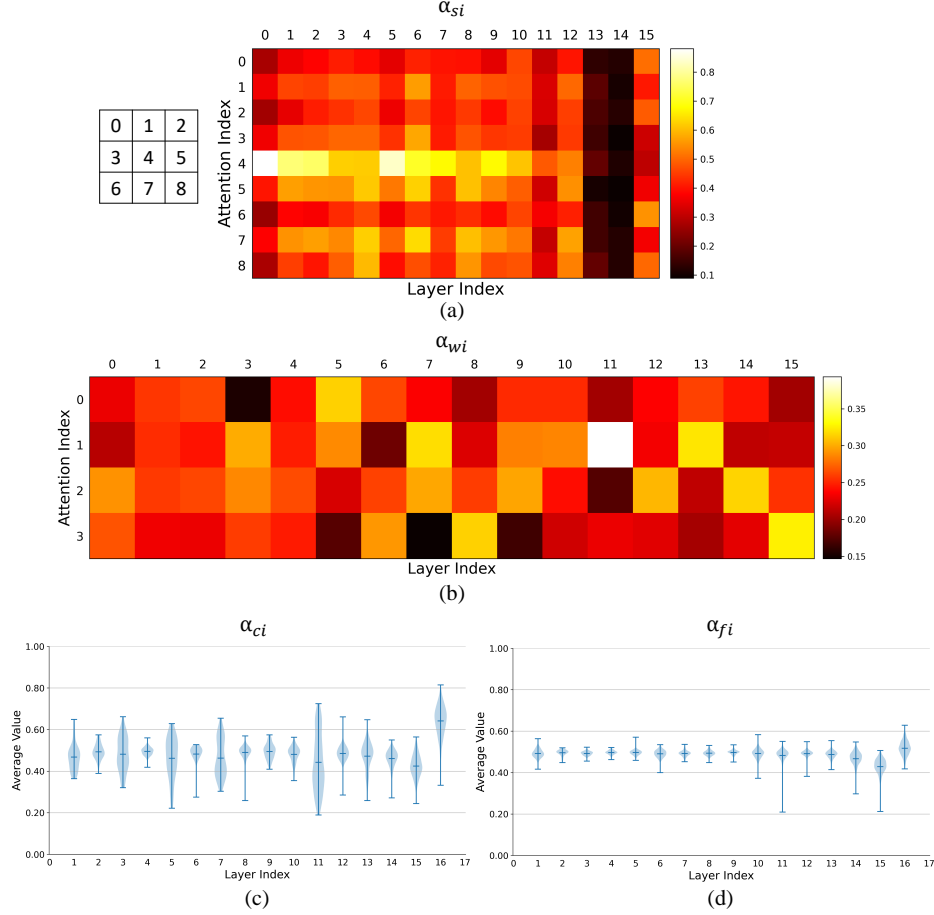 α_si
0 1 2 3 4 5 6 7 8 9 10 11 12 13 14 15
0 1 2
3 4 5
6 7 8
Attention Index
0
1
2
3
4
5
6
7
8
0.8
0.7
0.6
0.5
0.4
0.3
0.2
0.1
Layer Index
(a)
α_wi
0 1 2 3 4 5 6 7 8 9 10 11 12 13 14 15
Attention Index
0
1
2
3
0.35
0.30
0.25
0.20
0.15
Layer Index
(b)
α_ci
1.00
0.80
0.60
0.40
0.20
0.00
Average Value
0 1 2 3 4 5 6 7 8 9 10 11 12 13 14 15 16 17
Layer Index
(c)
α_fi
1.00
0.80
0.60
0.40
0.20
0.00
Average Value
0 1 2 3 4 5 6 7 8 9 10 11 12 13 14 15 16 17
Layer Index
(d)